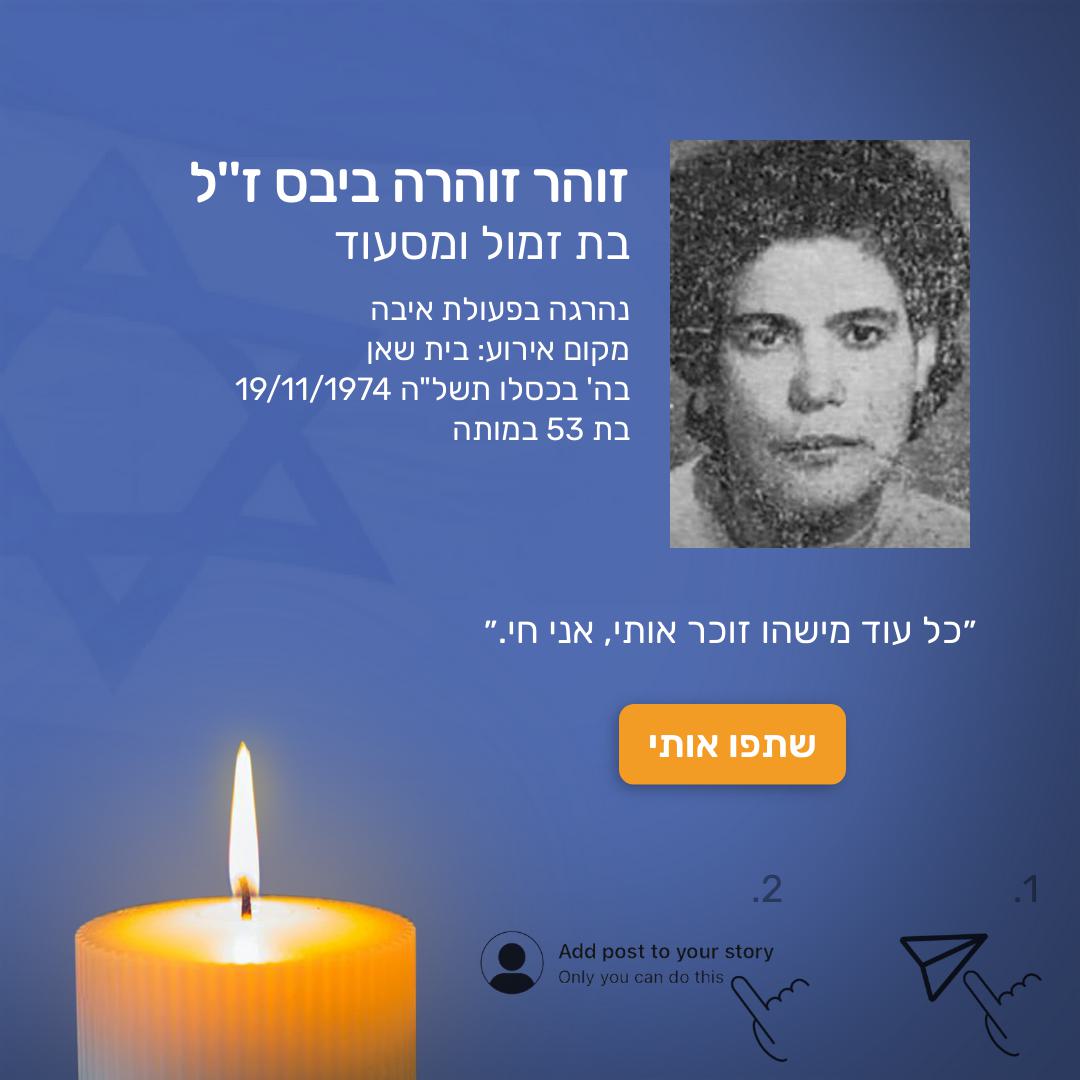 זוהר זוהרה ביבס ז"ל
בת זמול ומסעוד
נהרגה בפעולת איבה
מקום אירוע: בית שאן
בה' בכסלו תשל"ה 19/11/1974
בת 53 במותה
״כל עוד מישהו זוכר אותי, אני חי.״
שתפו אותי
1.
2.
Add post to your story
Only you can do this